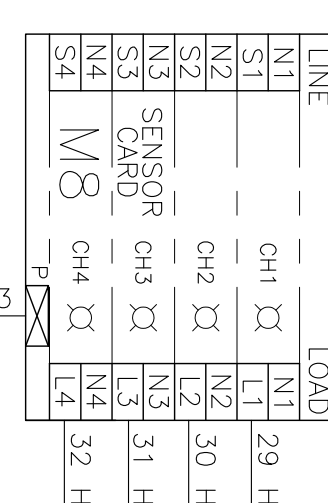 LINE
LOAD
N1
S1
N2
S2
N3
S3
N4
S4
SENSOR
CARD
M8
CH1
CH2
CH3
CH4
P
3
N1
L1
N2
L2
N3
L3
N4
L4
29 H
30 H
31 H
32 H